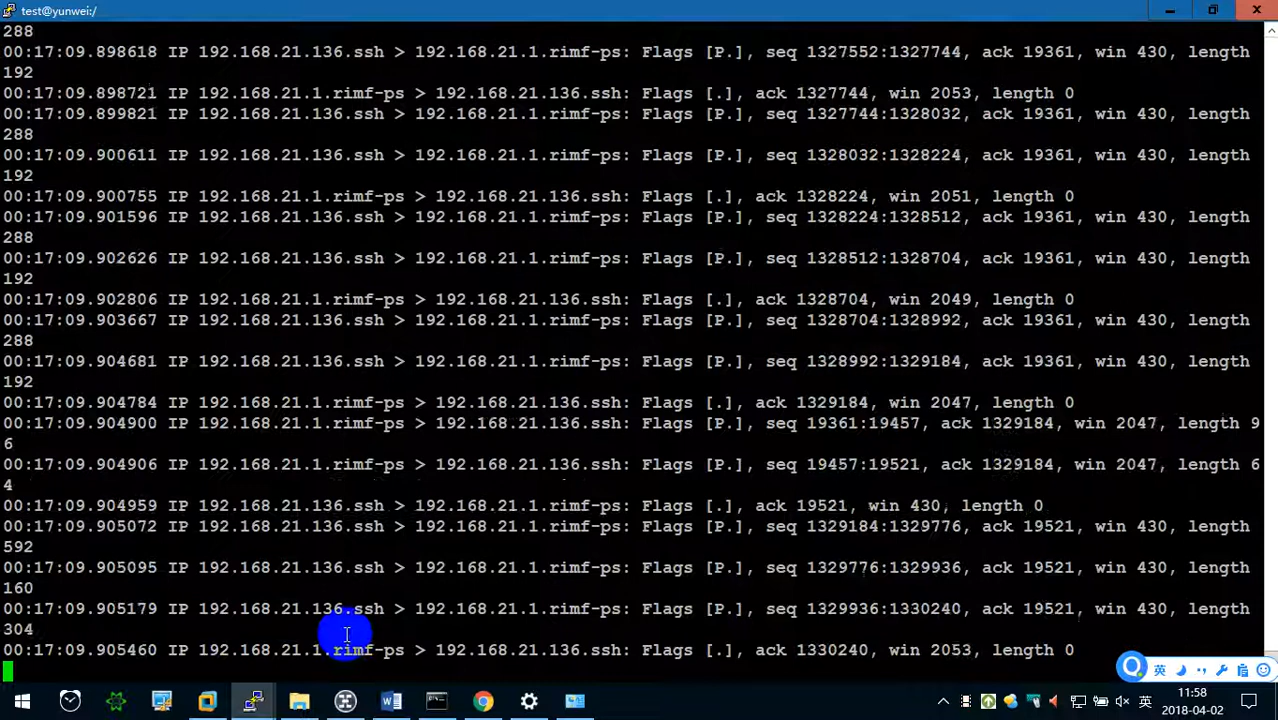 test@yunwei:/
288
00:17:09.898618 IP 192.168.21.136.ssh > 192.168.21.1.rimf-ps: Flags [P.], seq 1327552:1327744, ack 19361, win 430, length
192
00:17:09.898721 IP 192.168.21.1.rimf-ps > 192.168.21.136.ssh: Flags [.], ack 1327744, win 2053, length 0
00:17:09.899821 IP 192.168.21.136.ssh > 192.168.21.1.rimf-ps: Flags [P.], seq 1327744:1328032, ack 19361, win 430, length
288
00:17:09.900611 IP 192.168.21.136.ssh > 192.168.21.1.rimf-ps: Flags [P.], seq 1328032:1328224, ack 19361, win 430, length
192
00:17:09.900755 IP 192.168.21.1.rimf-ps > 192.168.21.136.ssh: Flags [.], ack 1328224, win 2051, length 0
00:17:09.901596 IP 192.168.21.136.ssh > 192.168.21.1.rimf-ps: Flags [P.], seq 1328224:1328512, ack 19361, win 430, length
288
00:17:09.902626 IP 192.168.21.136.ssh > 192.168.21.1.rimf-ps: Flags [P.], seq 1328512:1328704, ack 19361, win 430, length
192
00:17:09.902806 IP 192.168.21.1.rimf-ps > 192.168.21.136.ssh: Flags [.], ack 1328704, win 2049, length 0
00:17:09.903667 IP 192.168.21.136.ssh > 192.168.21.1.rimf-ps: Flags [P.], seq 1328704:1328992, ack 19361, win 430, length
288
00:17:09.904681 IP 192.168.21.136.ssh > 192.168.21.1.rimf-ps: Flags [P.], seq 1328992:1329184, ack 19361, win 430, length
192
00:17:09.904784 IP 192.168.21.1.rimf-ps > 192.168.21.136.ssh: Flags [.], ack 1329184, win 2047, length 0
00:17:09.904900 IP 192.168.21.1.rimf-ps > 192.168.21.136.ssh: Flags [P.], seq 19361:19457, ack 1329184, win 2047, length 9
6
00:17:09.904906 IP 192.168.21.1.rimf-ps > 192.168.21.136.ssh: Flags [P.], seq 19457:19521, ack 1329184, win 2047, length 6
4
00:17:09.904959 IP 192.168.21.136.ssh > 192.168.21.1.rimf-ps: Flags [.], ack 19521, win 430, length 0
00:17:09.905072 IP 192.168.21.136.ssh > 192.168.21.1.rimf-ps: Flags [P.], seq 1329184:1329776, ack 19521, win 430, length
592
00:17:09.905095 IP 192.168.21.136.ssh > 192.168.21.1.rimf-ps: Flags [P.], seq 1329776:1329936, ack 19521, win 430, length
160
00:17:09.905179 IP 192.168.21.136.ssh > 192.168.21.1.rimf-ps: Flags [P.], seq 1329936:1330240, ack 19521, win 430, length
304
00:17:09.905460 IP 192.168.21.1.rimf-ps > 192.168.21.136.ssh: Flags [.], ack 1330240, win 2053, length 0
英
英
11:58
2018-04-02